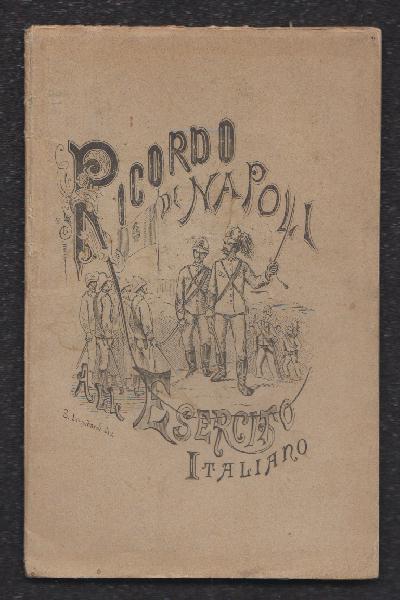 RICORDO
DI NAPOLI
ALL'
ESERCITO
ITALIANO